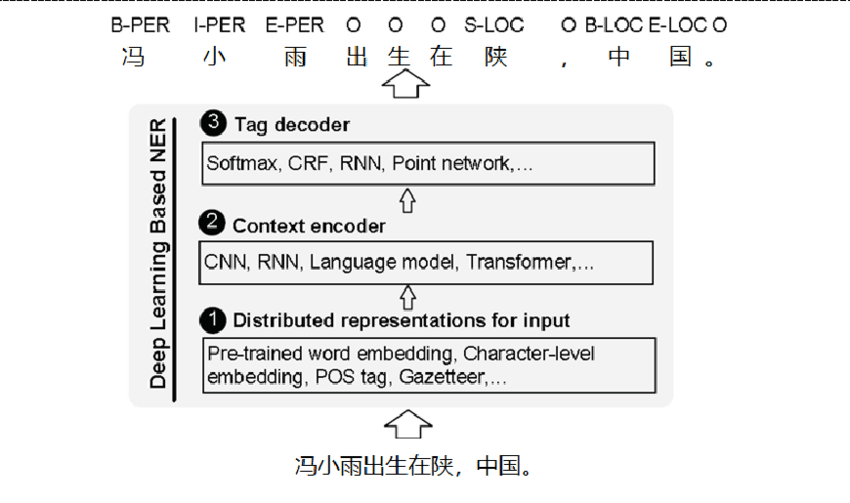 B-PER I-PER E-PER O O O S-LOC O B-LOC E-LOC O
冯 小 雨 出 生 在 陕 ， 中 国 。
Deep Learning Based NER
3 Tag decoder
Softmax, CRF, RNN, Point network,...
2 Context encoder
CNN, RNN, Language model, Transformer,...
1 Distributed representations for input
Pre-trained word embedding, Character-level
embedding, POS tag, Gazetteer,...
冯小雨出生在陕，中国。